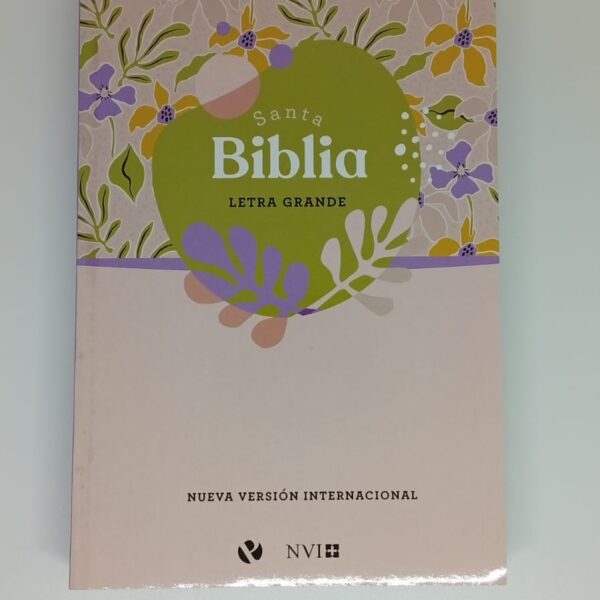 Santa
Biblia
LETRA GRANDE
NUEVA VERSIÓN INTERNACIONAL
NVI